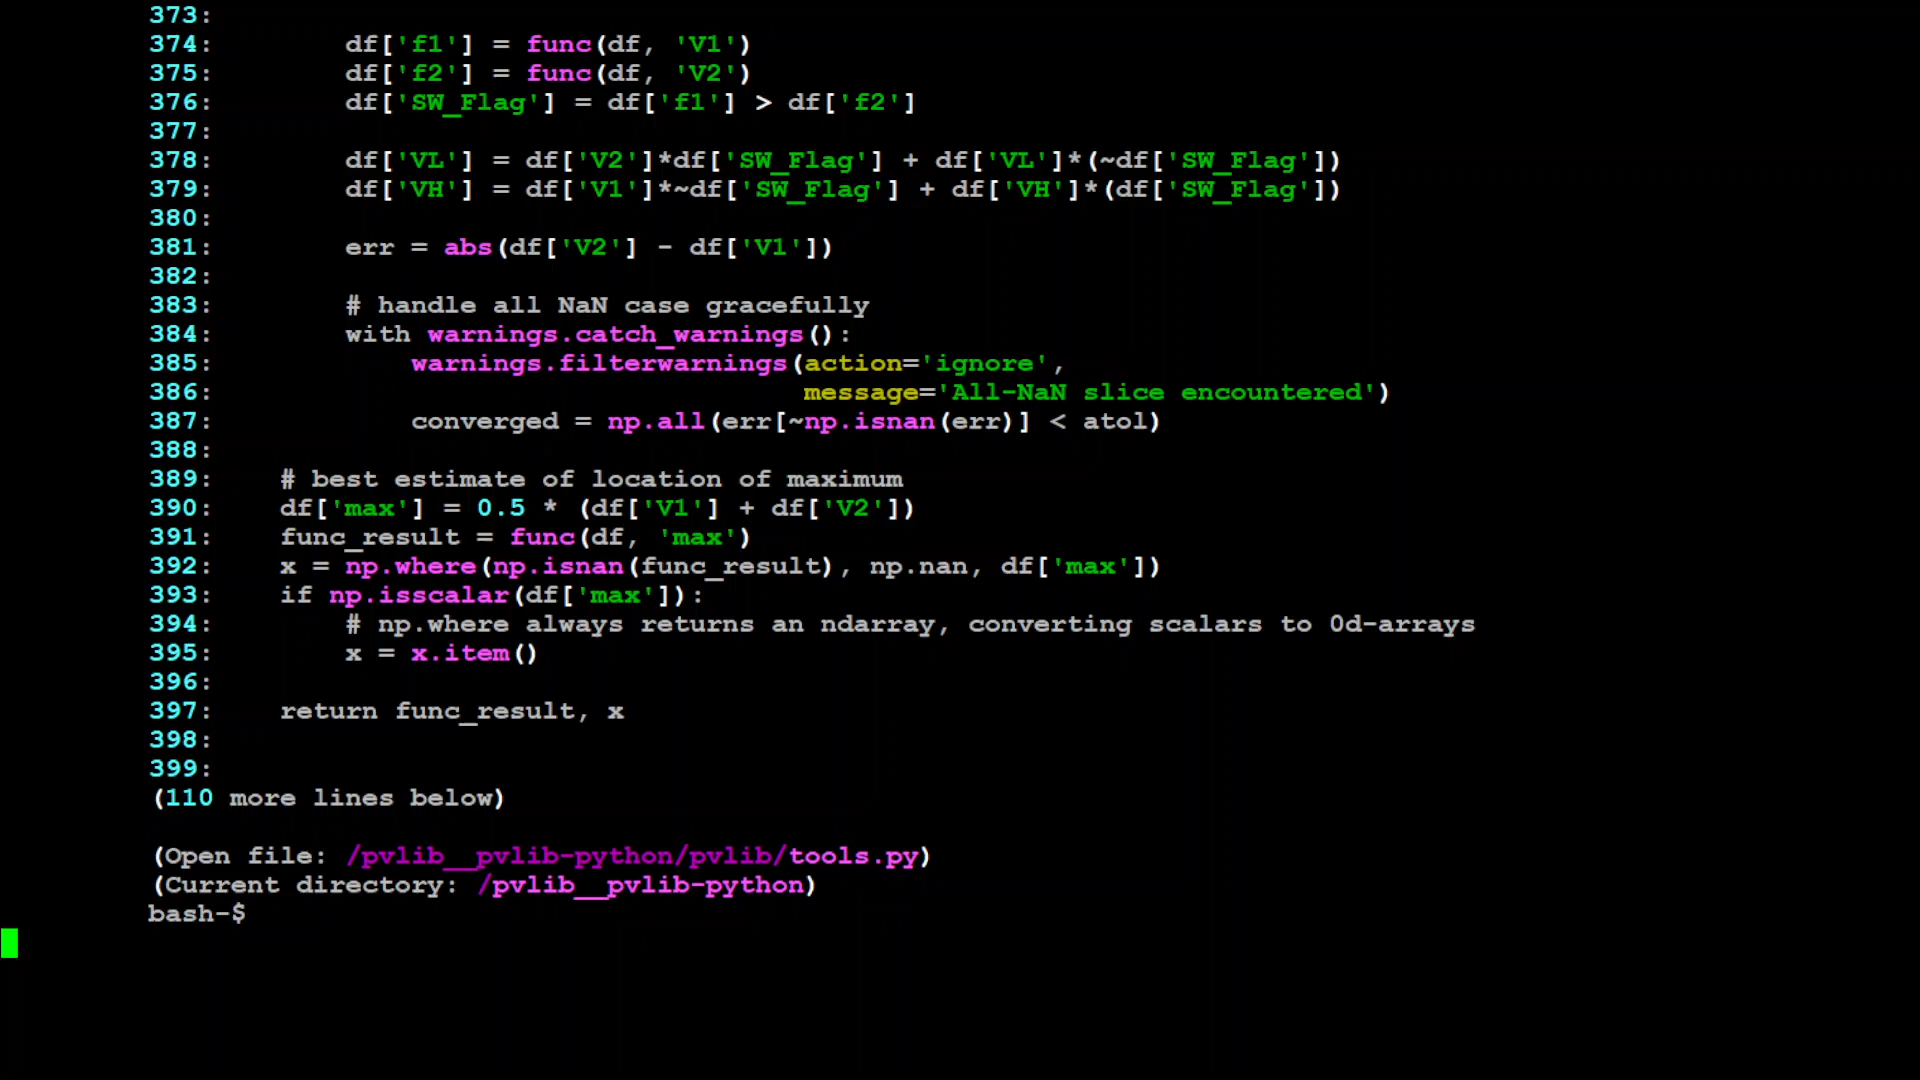 373:
374:        df['f1'] = func(df, 'V1')
375:        df['f2'] = func(df, 'V2')
376:        df['SW_Flag'] = df['f1'] > df['f2']
377:
378:        df['VL'] = df['V2']*df['SW_Flag'] + df['VL']*(~df['SW_Flag'])
379:        df['VH'] = df['V1']*~df['SW_Flag'] + df['VH']*(df['SW_Flag'])
380:
381:        err = abs(df['V2'] - df['V1'])
382:
383:        # handle all NaN case gracefully
384:        with warnings.catch_warnings():
385:            warnings.filterwarnings(action='ignore',
386:                                    message='All-NaN slice encountered')
387:            converged = np.all(err[~np.isnan(err)] < atol)
388:
389:    # best estimate of location of maximum
390:    df['max'] = 0.5 * (df['V1'] + df['V2'])
391:    func_result = func(df, 'max')
392:    x = np.where(np.isnan(func_result), np.nan, df['max'])
393:    if np.isscalar(df['max']):
394:        # np.where always returns an ndarray, converting scalars to 0d-arrays
395:        x = x.item()
396:
397:    return func_result, x
398:
399:
(110 more lines below)
(Open file: /pvlib__pvlib-python/pvlib/tools.py)
(Current directory: /pvlib__pvlib-python)
bash-$